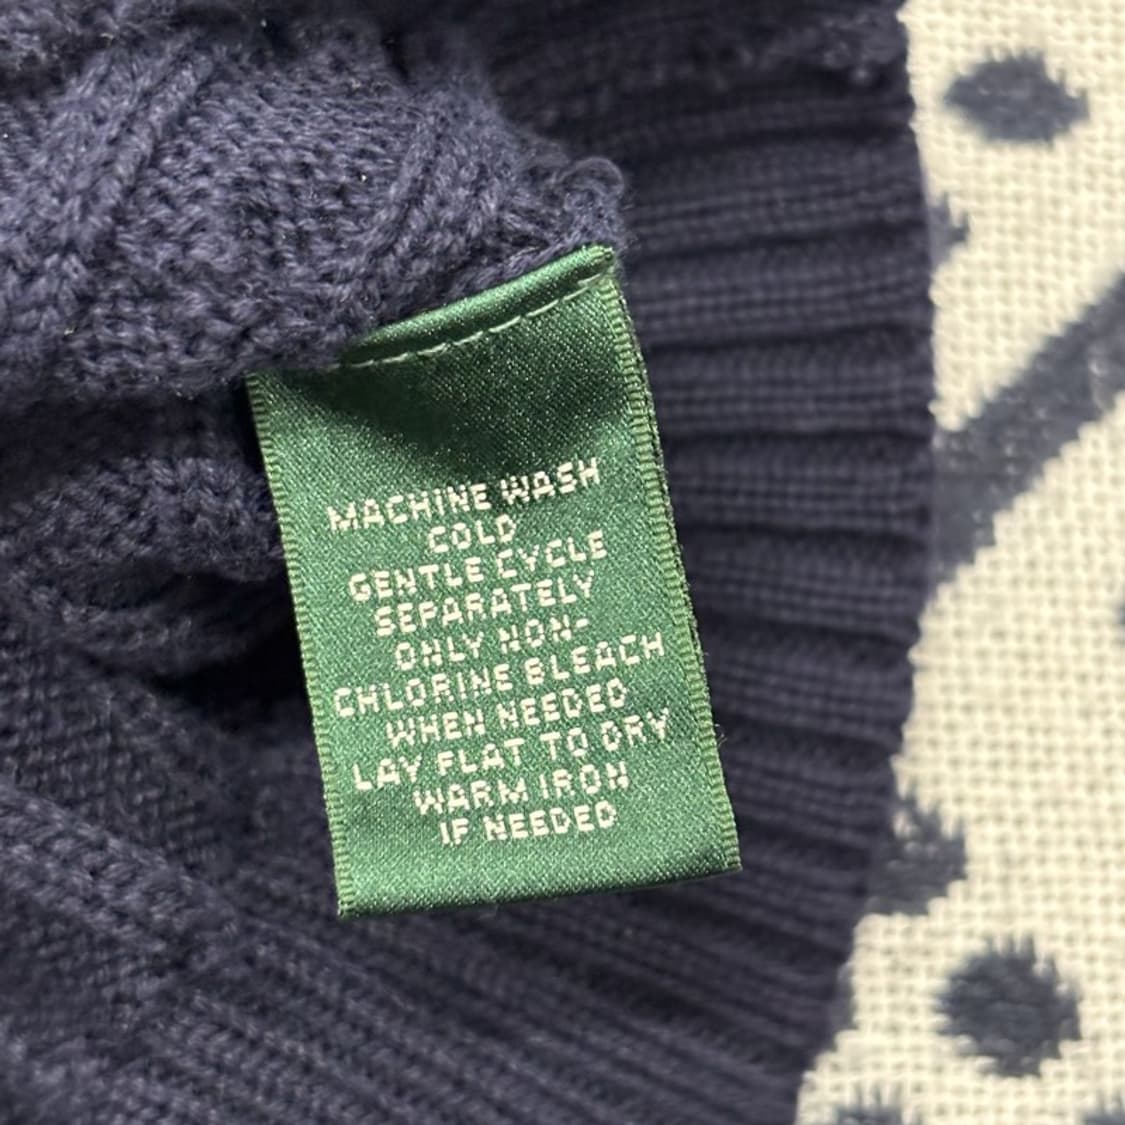 MACHINE WASH
COLD
GENTLE CYCLE
SEPARATELY
ONLY NON-
CHLORINE BLEACH
WHEN NEEDED
LAY FLAT TO DRY
WARM IRON
IF NEEDED